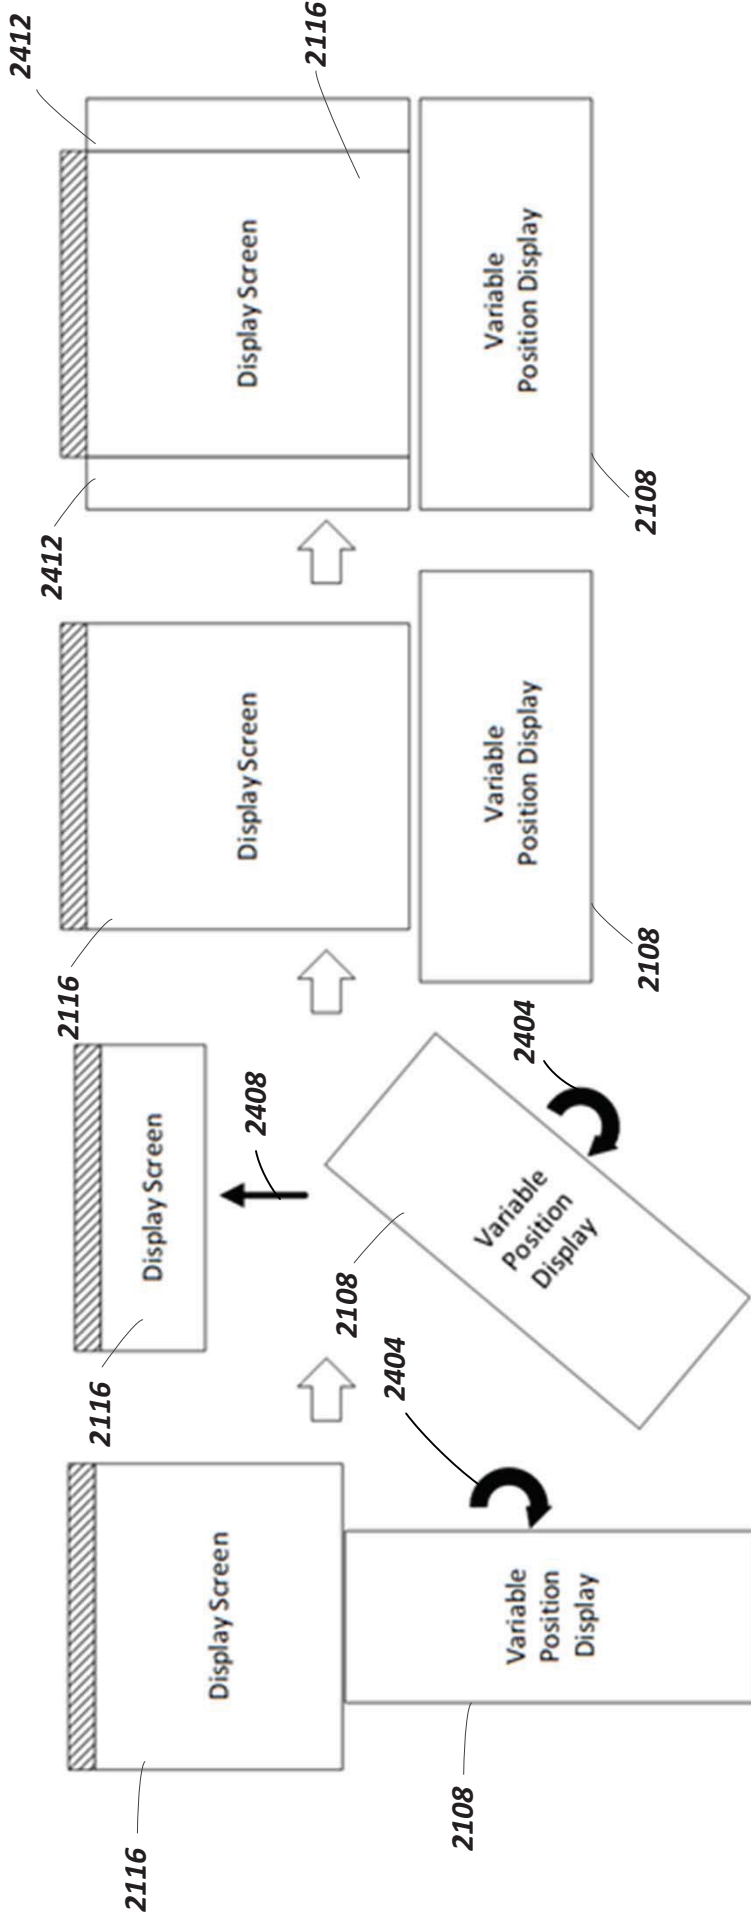 2116
Display Screen
2404
Variable
Position
Display
2108
2116
Display Screen
2408
2108
2404
Variable
Position
Display
2116
Display Screen
Variable
Position Display
2108
2412
2412
2116
Display Screen
Variable
Position Display
2108